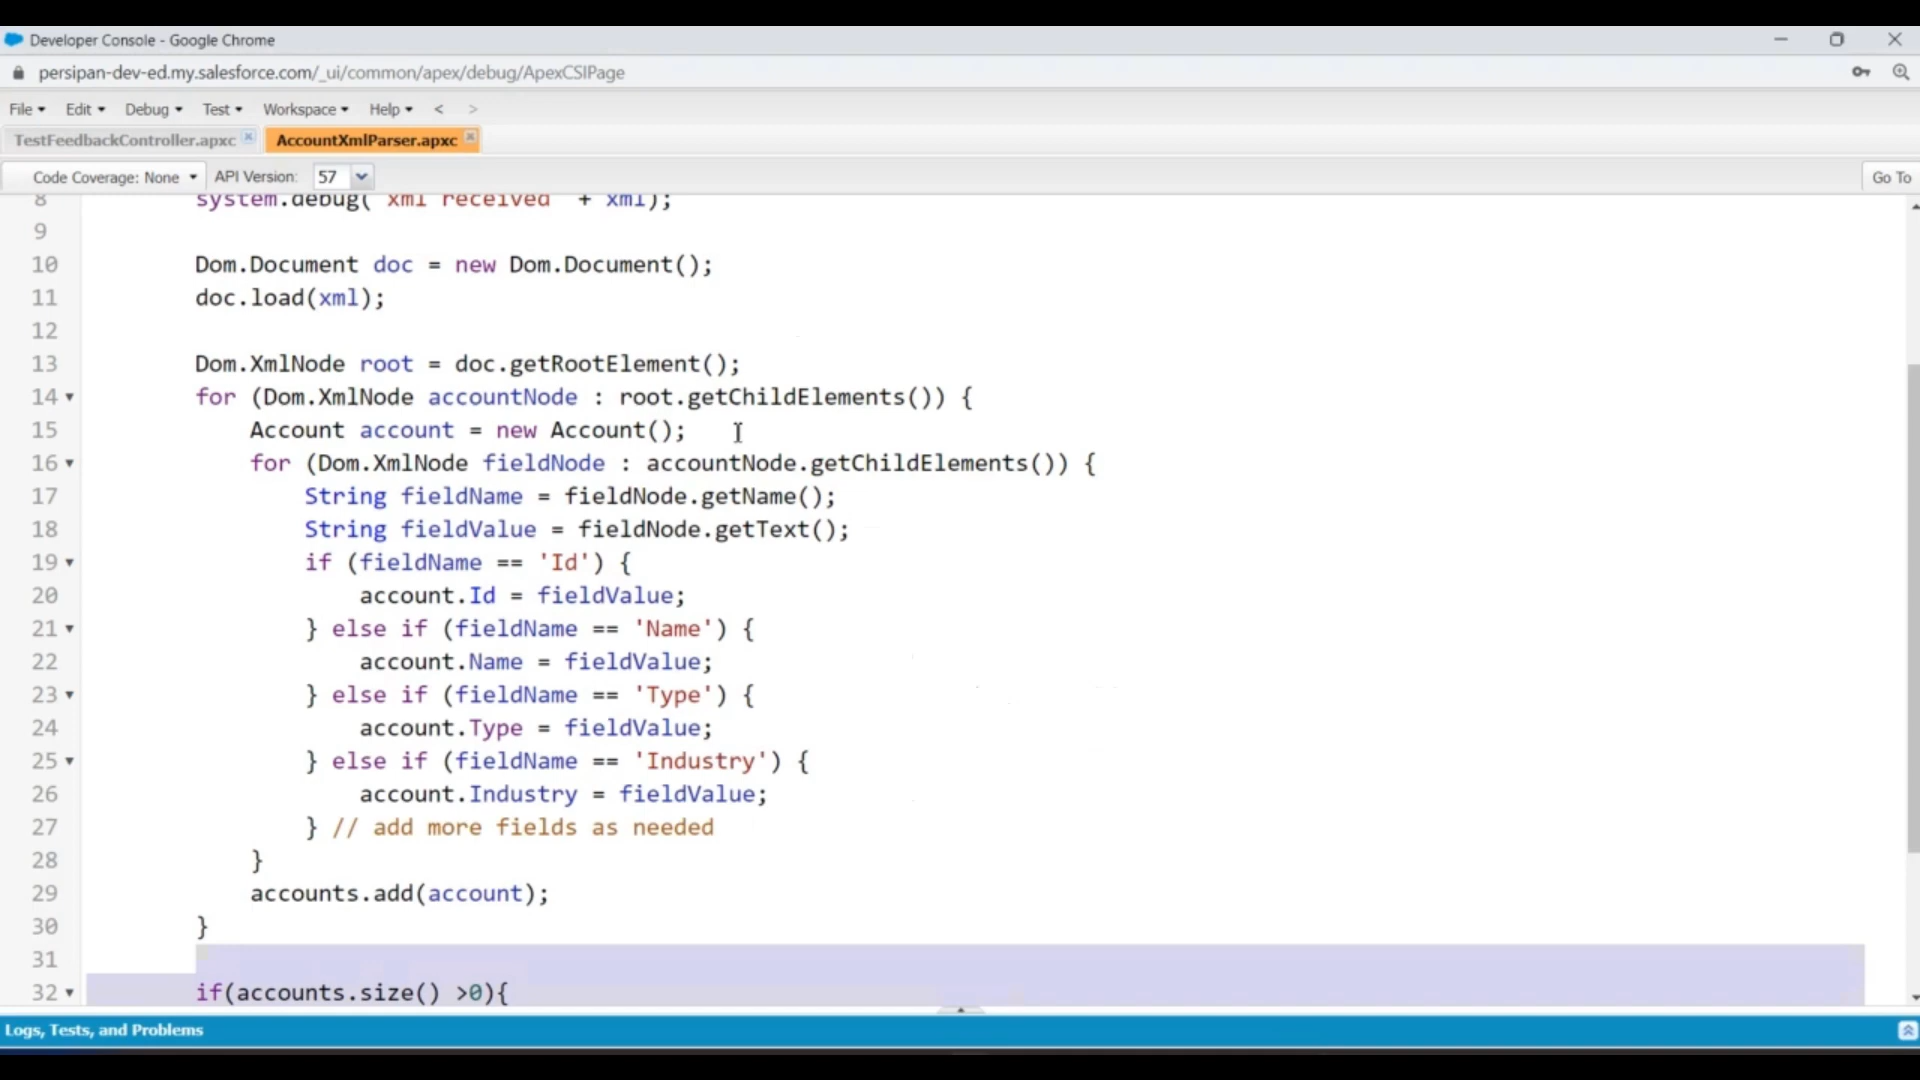 Developer Console - Google Chrome
persipan-dev-ed.my.salesforce.com/_ui/common/apex/debug/ApexCSIPage
File Edit Debug Test Workspace Help < >
TestFeedbackController.apxc AccountXmlParser.apxc
Code Coverage: None API Version: 57 Go To
8 system.debug( xml received + xml);
9
10 Dom.Document doc = new Dom.Document();
11 doc.load(xml);
12
13 Dom.XmlNode root = doc.getRootElement();
14 for (Dom.XmlNode accountNode : root.getChildElements()) {
15 Account account = new Account();
16 for (Dom.XmlNode fieldNode : accountNode.getChildElements()) {
17 String fieldName = fieldNode.getName();
18 String fieldValue = fieldNode.getText();
19 if (fieldName == 'Id') {
20 account.Id = fieldValue;
21 } else if (fieldName == 'Name') {
22 account.Name = fieldValue;
23 } else if (fieldName == 'Type') {
24 account.Type = fieldValue;
25 } else if (fieldName == 'Industry') {
26 account.Industry = fieldValue;
27 } // add more fields as needed
28 }
29 accounts.add(account);
30 }
31
32 if(accounts.size() >0){
Logs, Tests, and Problems